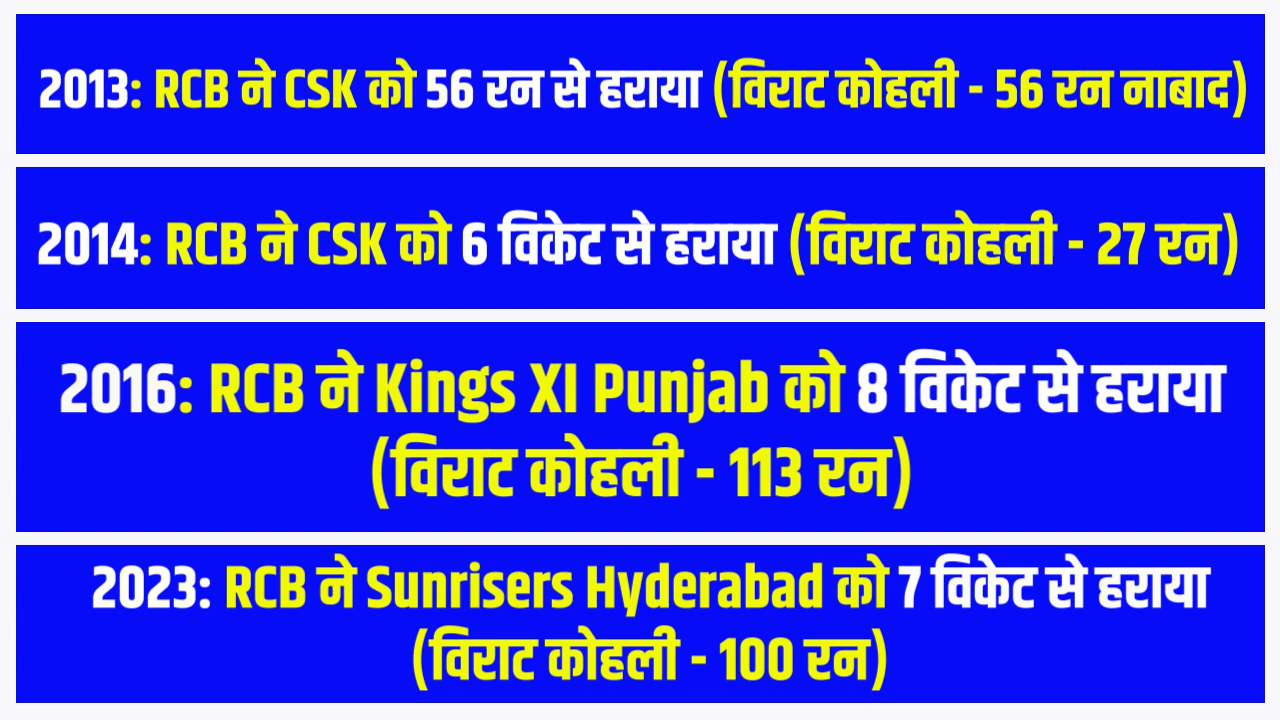 2013: RCB ने CSK को 56 रन से हराया (विराट कोहली - 56 रन नाबाद)
2014: RCB ने CSK को 6 विकेट से हराया (विराट कोहली - 27 रन)
2016: RCB ने Kings XI Punjab को 8 विकेट से हराया
(विराट कोहली - 113 रन)
2023: RCB ने Sunrisers Hyderabad को 7 विकेट से हराया
(विराट कोहली - 100 रन)